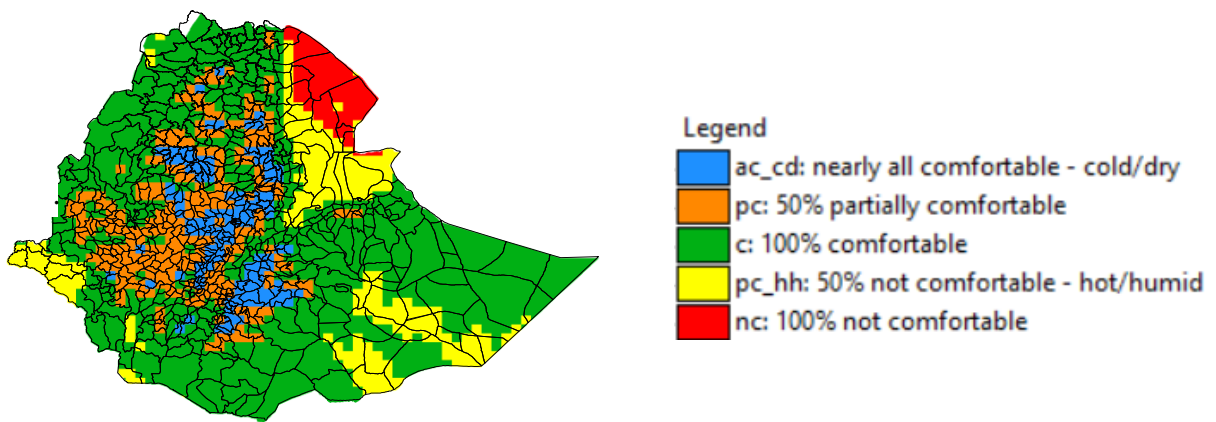 Legend
ac_cd: nearly all comfortable - cold/dry
pc: 50% partially comfortable
c: 100% comfortable
pc_hh: 50% not comfortable - hot/humid
nc: 100% not comfortable